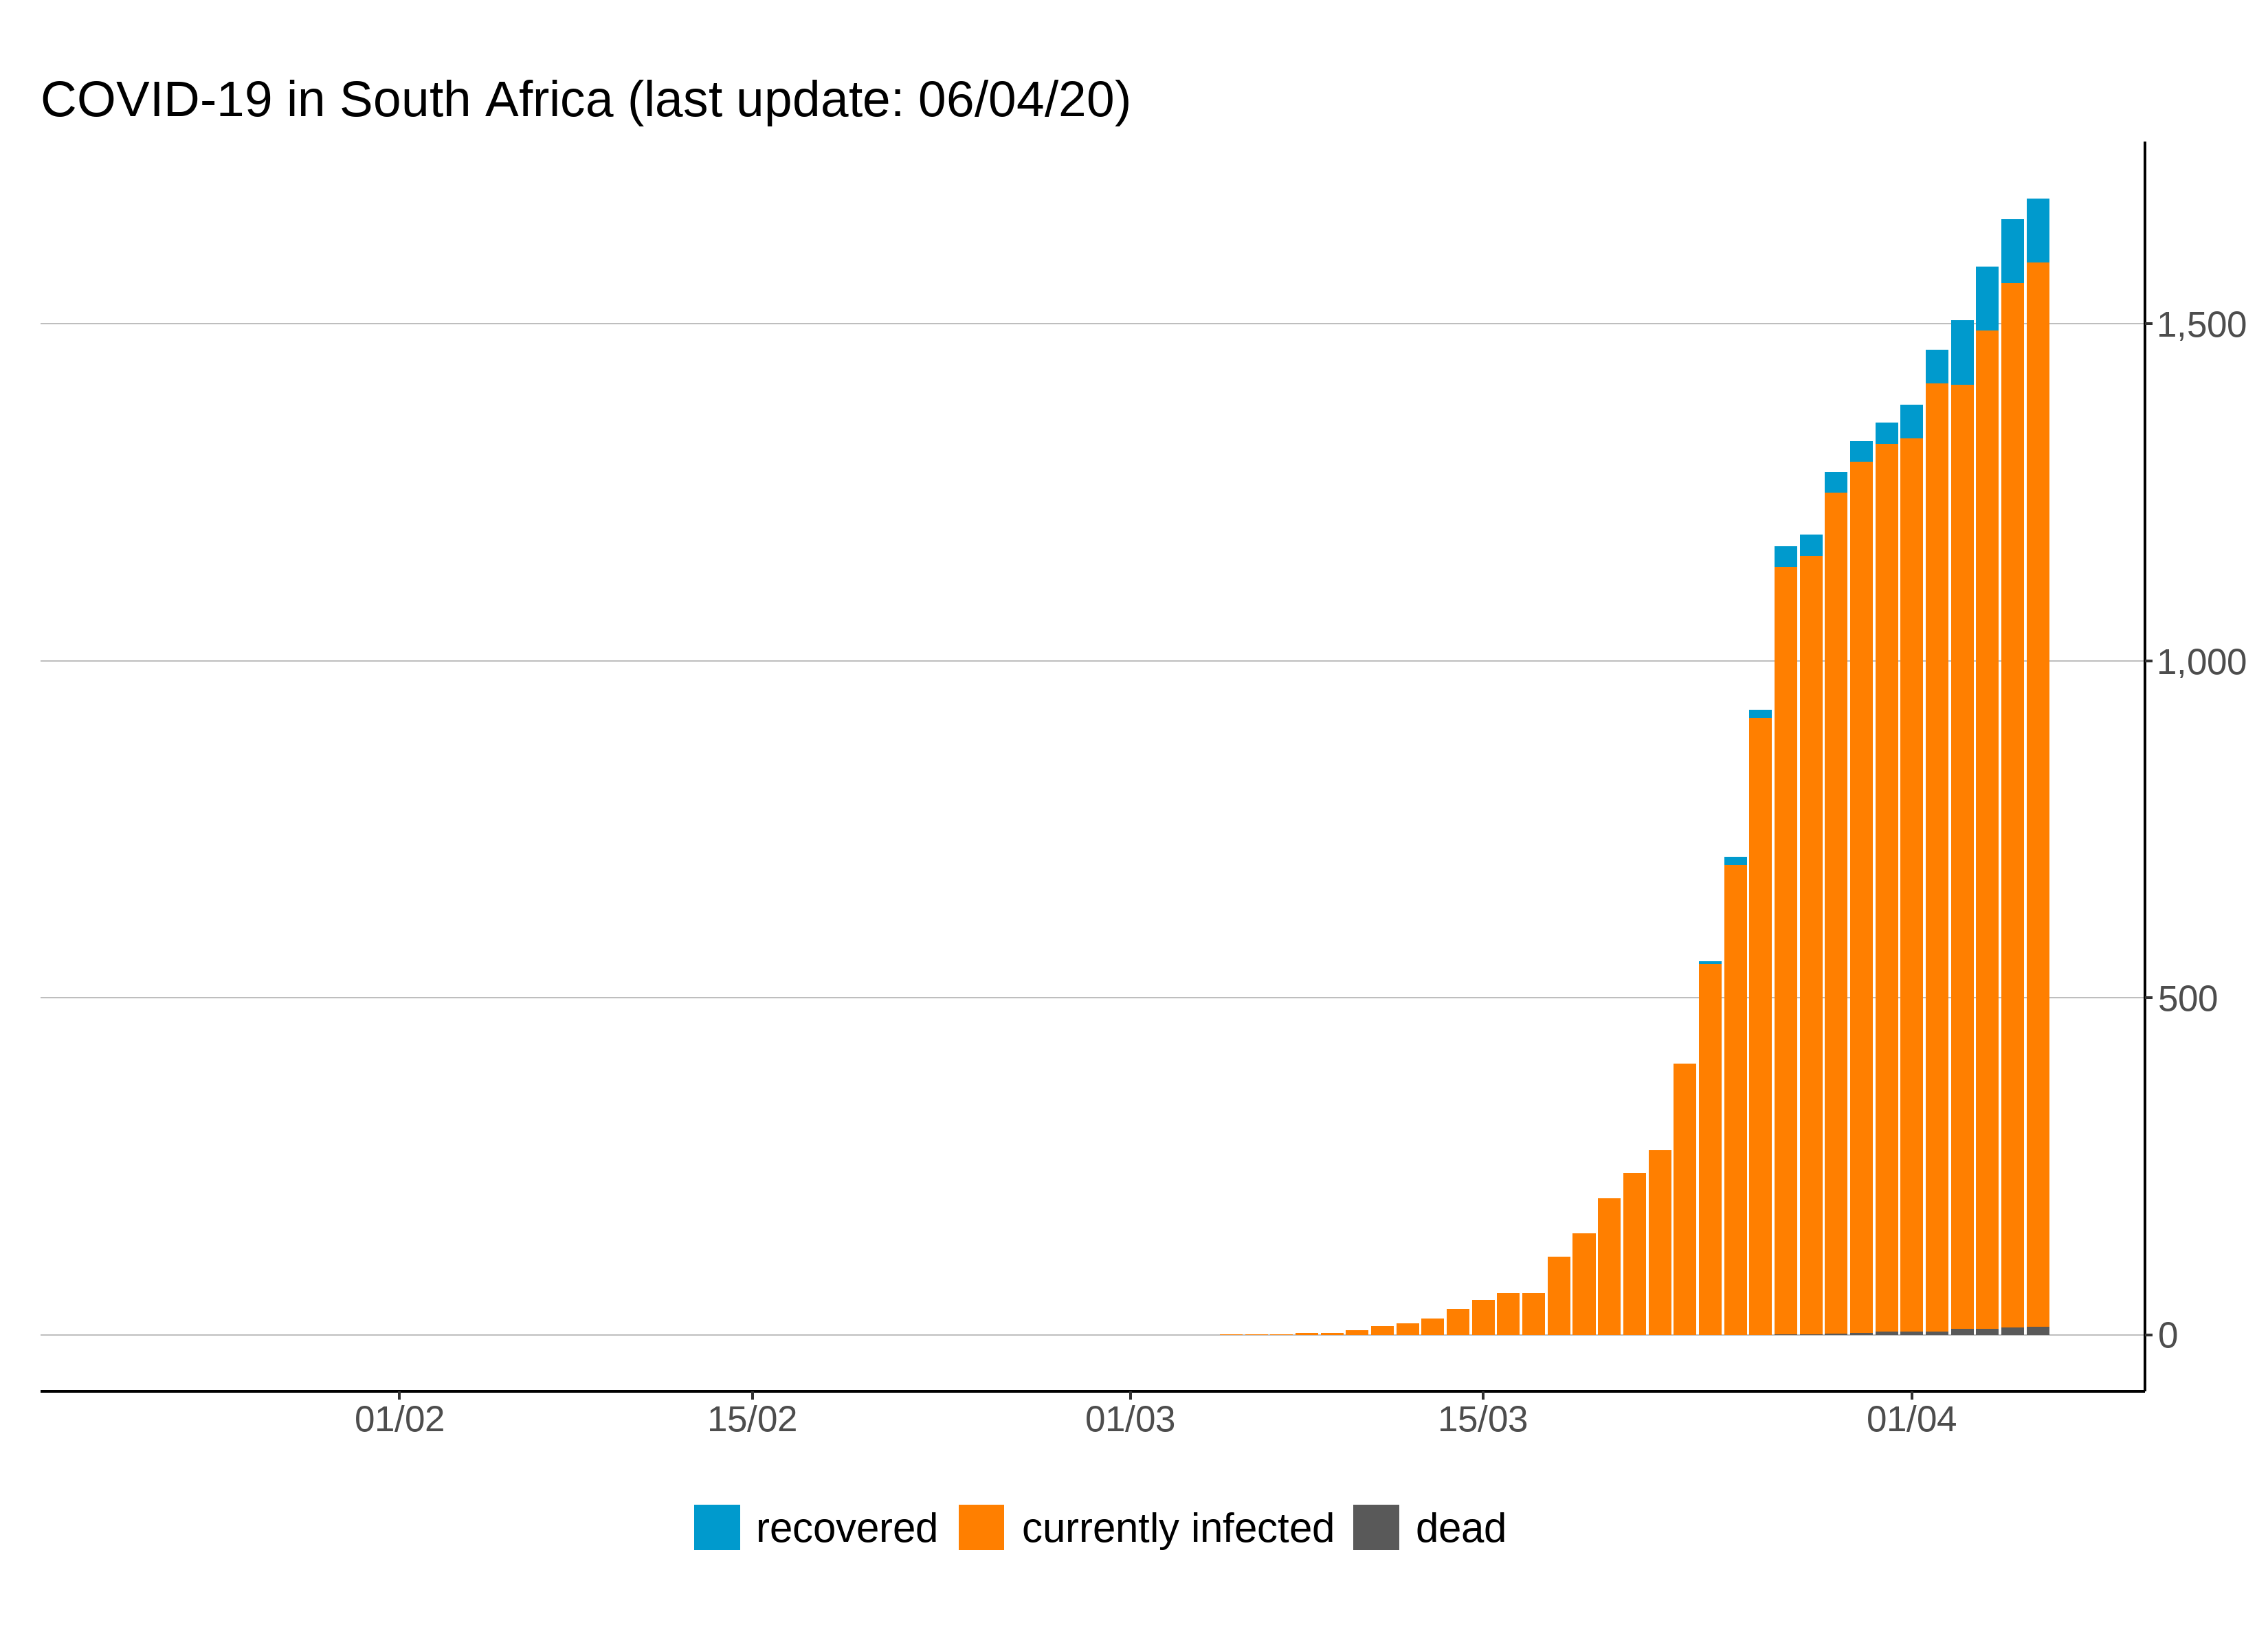 COVID-19 in South Africa (last update: 06/04/20)
1,500
1,000
500
0
01/02 15/02 01/03 15/03 01/04
recovered currently infected dead